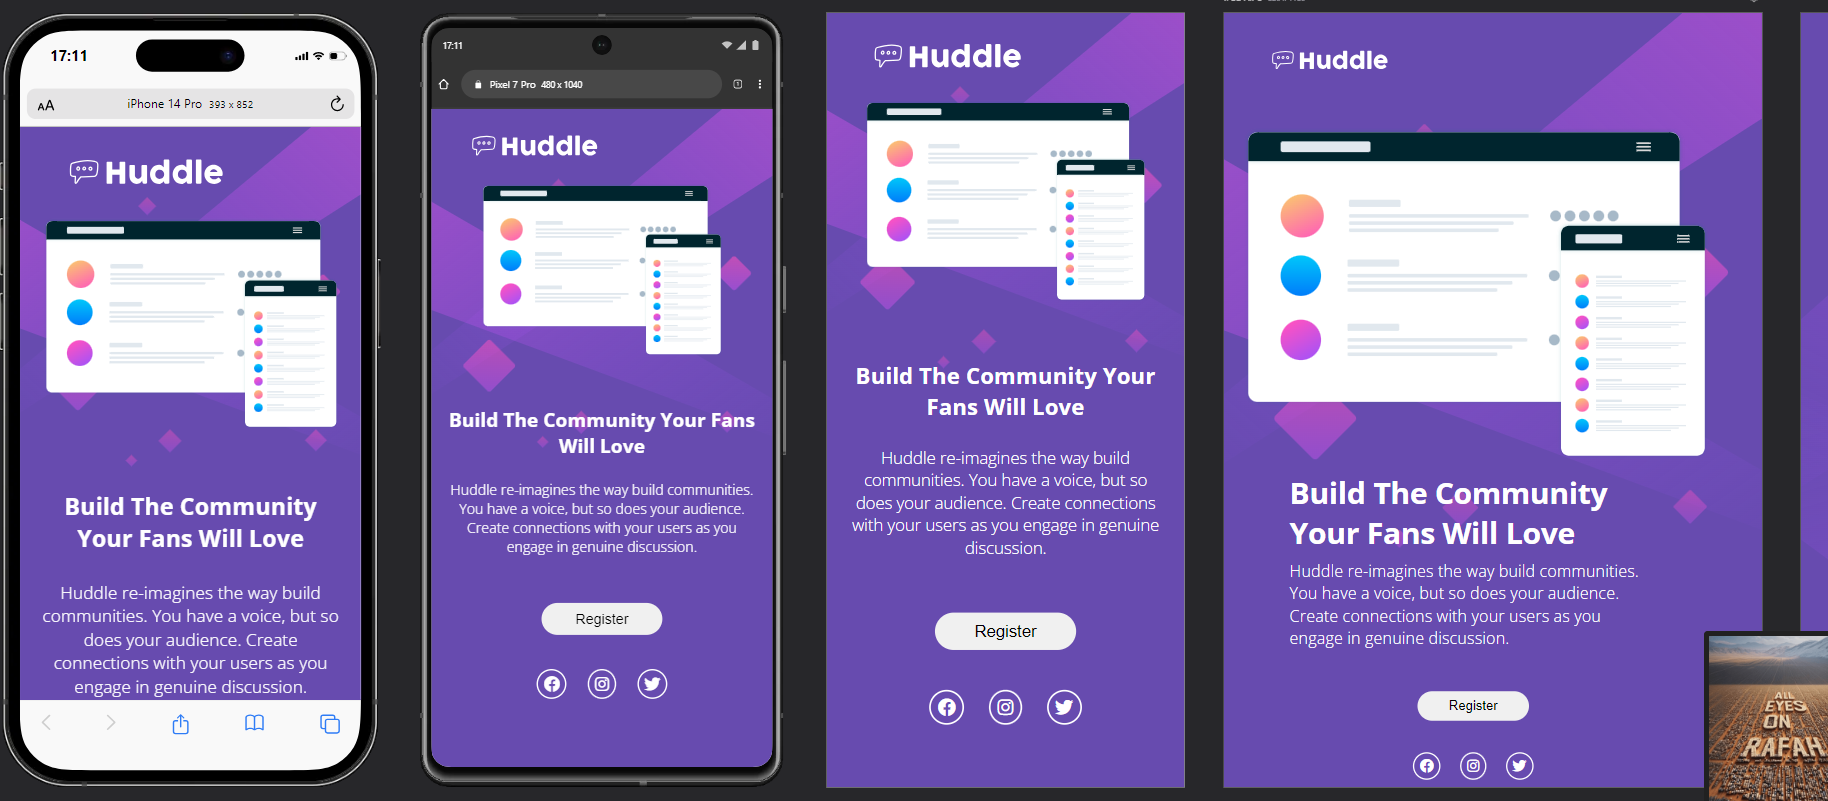 17:11
AA
iPhone 14 Pro 393 x 852
Huddle
Build The Community
Your Fans Will Love
Huddle re-imagines the way build
communities. You have a voice, but so
does your audience. Create
connections with your users as you
engage in genuine discussion.
17:11
Pixel 7 Pro 480 x 1040
Huddle
Build The Community Your Fans
Will Love
Huddle re-imagines the way build communities.
You have a voice, but so does your audience.
Create connections with your users as you
engage in genuine discussion.
Register
Huddle
Build The Community Your
Fans Will Love
Huddle re-imagines the way build
communities. You have a voice, but so
does your audience. Create connections
with your users as you engage in genuine
discussion.
Register
Huddle
Build The Community
Your Fans Will Love
Huddle re-imagines the way build communities.
You have a voice, but so does your audience.
Create connections with your users as you
engage in genuine discussion.
Register
ALL
EYES
ON
RAFAH